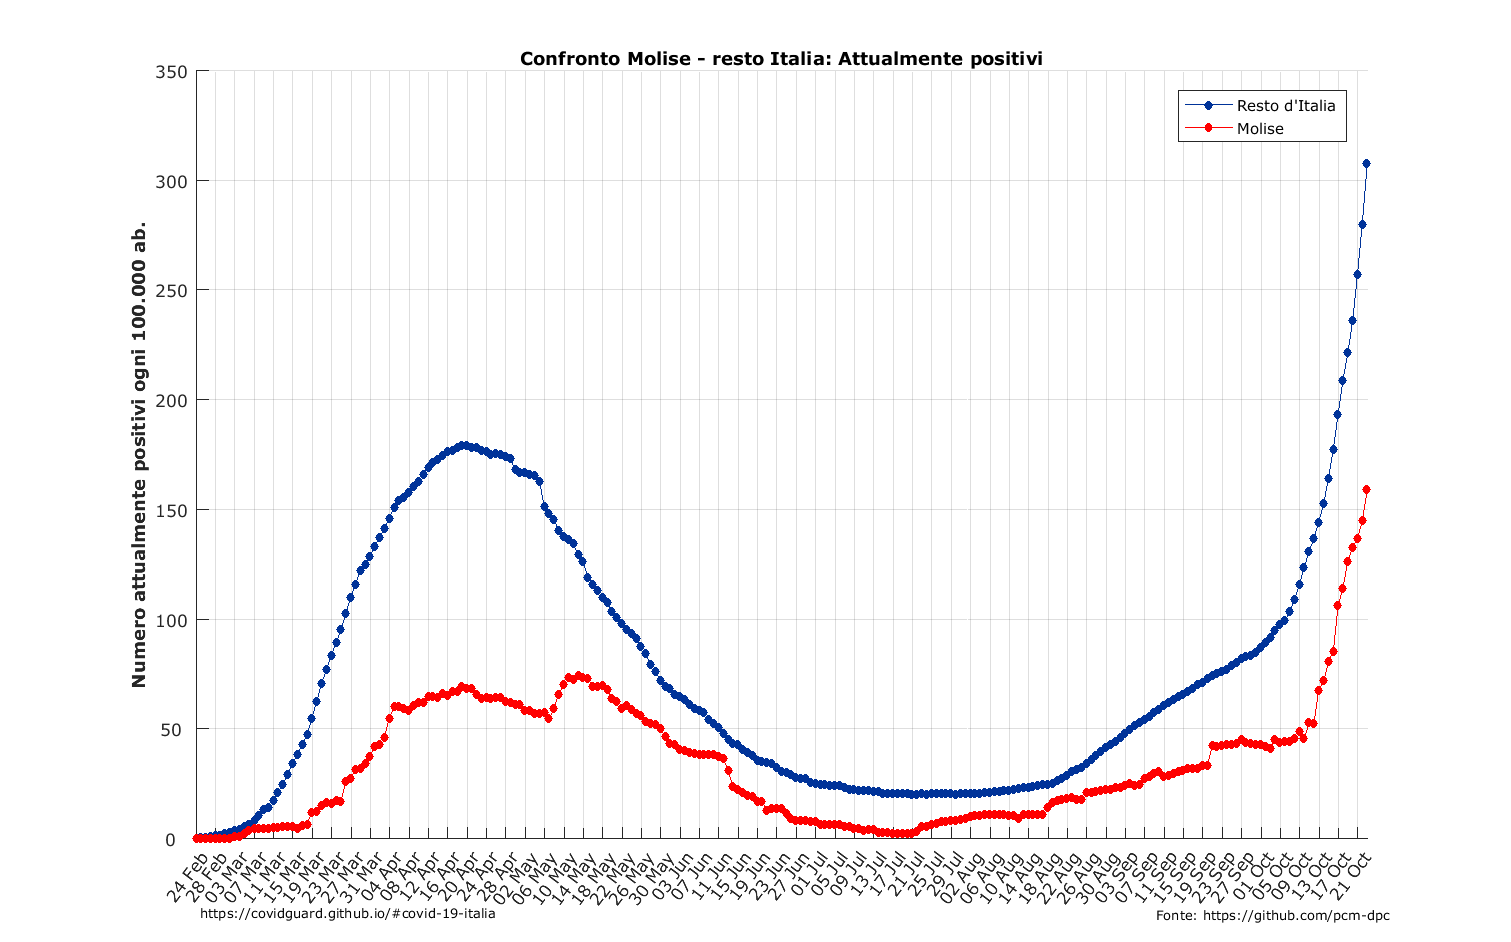 Confronto Molise - resto Italia: Attualmente positivi
Resto d'Italia
Molise
Numero attualmente positivi ogni 100.000 ab.
350
300
250
200
150
100
50
0
24 Feb
28 Feb
03 Mar
07 Mar
11 Mar
15 Mar
19 Mar
23 Mar
27 Mar
31 Mar
04 Apr
08 Apr
12 Apr
16 Apr
20 Apr
24 Apr
28 Apr
02 May
06 May
10 May
14 May
18 May
22 May
26 May
30 May
03 Jun
07 Jun
11 Jun
15 Jun
19 Jun
23 Jun
27 Jun
01 Jul
05 Jul
09 Jul
13 Jul
17 Jul
21 Jul
25 Jul
29 Jul
02 Aug
06 Aug
10 Aug
14 Aug
18 Aug
22 Aug
26 Aug
30 Aug
03 Sep
07 Sep
11 Sep
15 Sep
19 Sep
23 Sep
27 Sep
01 Oct
05 Oct
09 Oct
13 Oct
17 Oct
21 Oct
https://covidguard.github.io/#covid-19-italia
Fonte: https://github.com/pcm-dpc